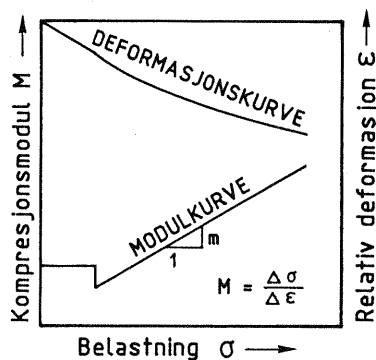 Kompresjonsmodul M →
DEFORMASJONSKURVE
MODULKURVE
m
1
M = Δσ / Δε
Relativ deformasjon ε →
Belastning σ →